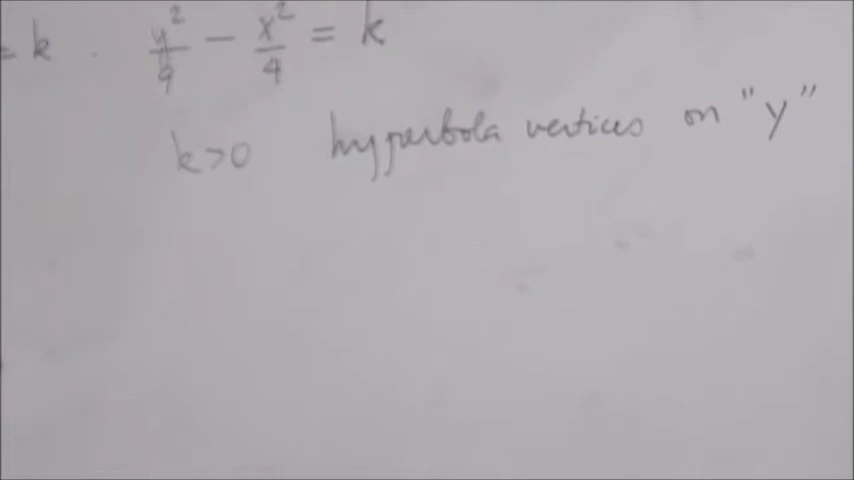 = k . y²/9 − x²/4 = k
k>0 hyperbola vertices on "y"